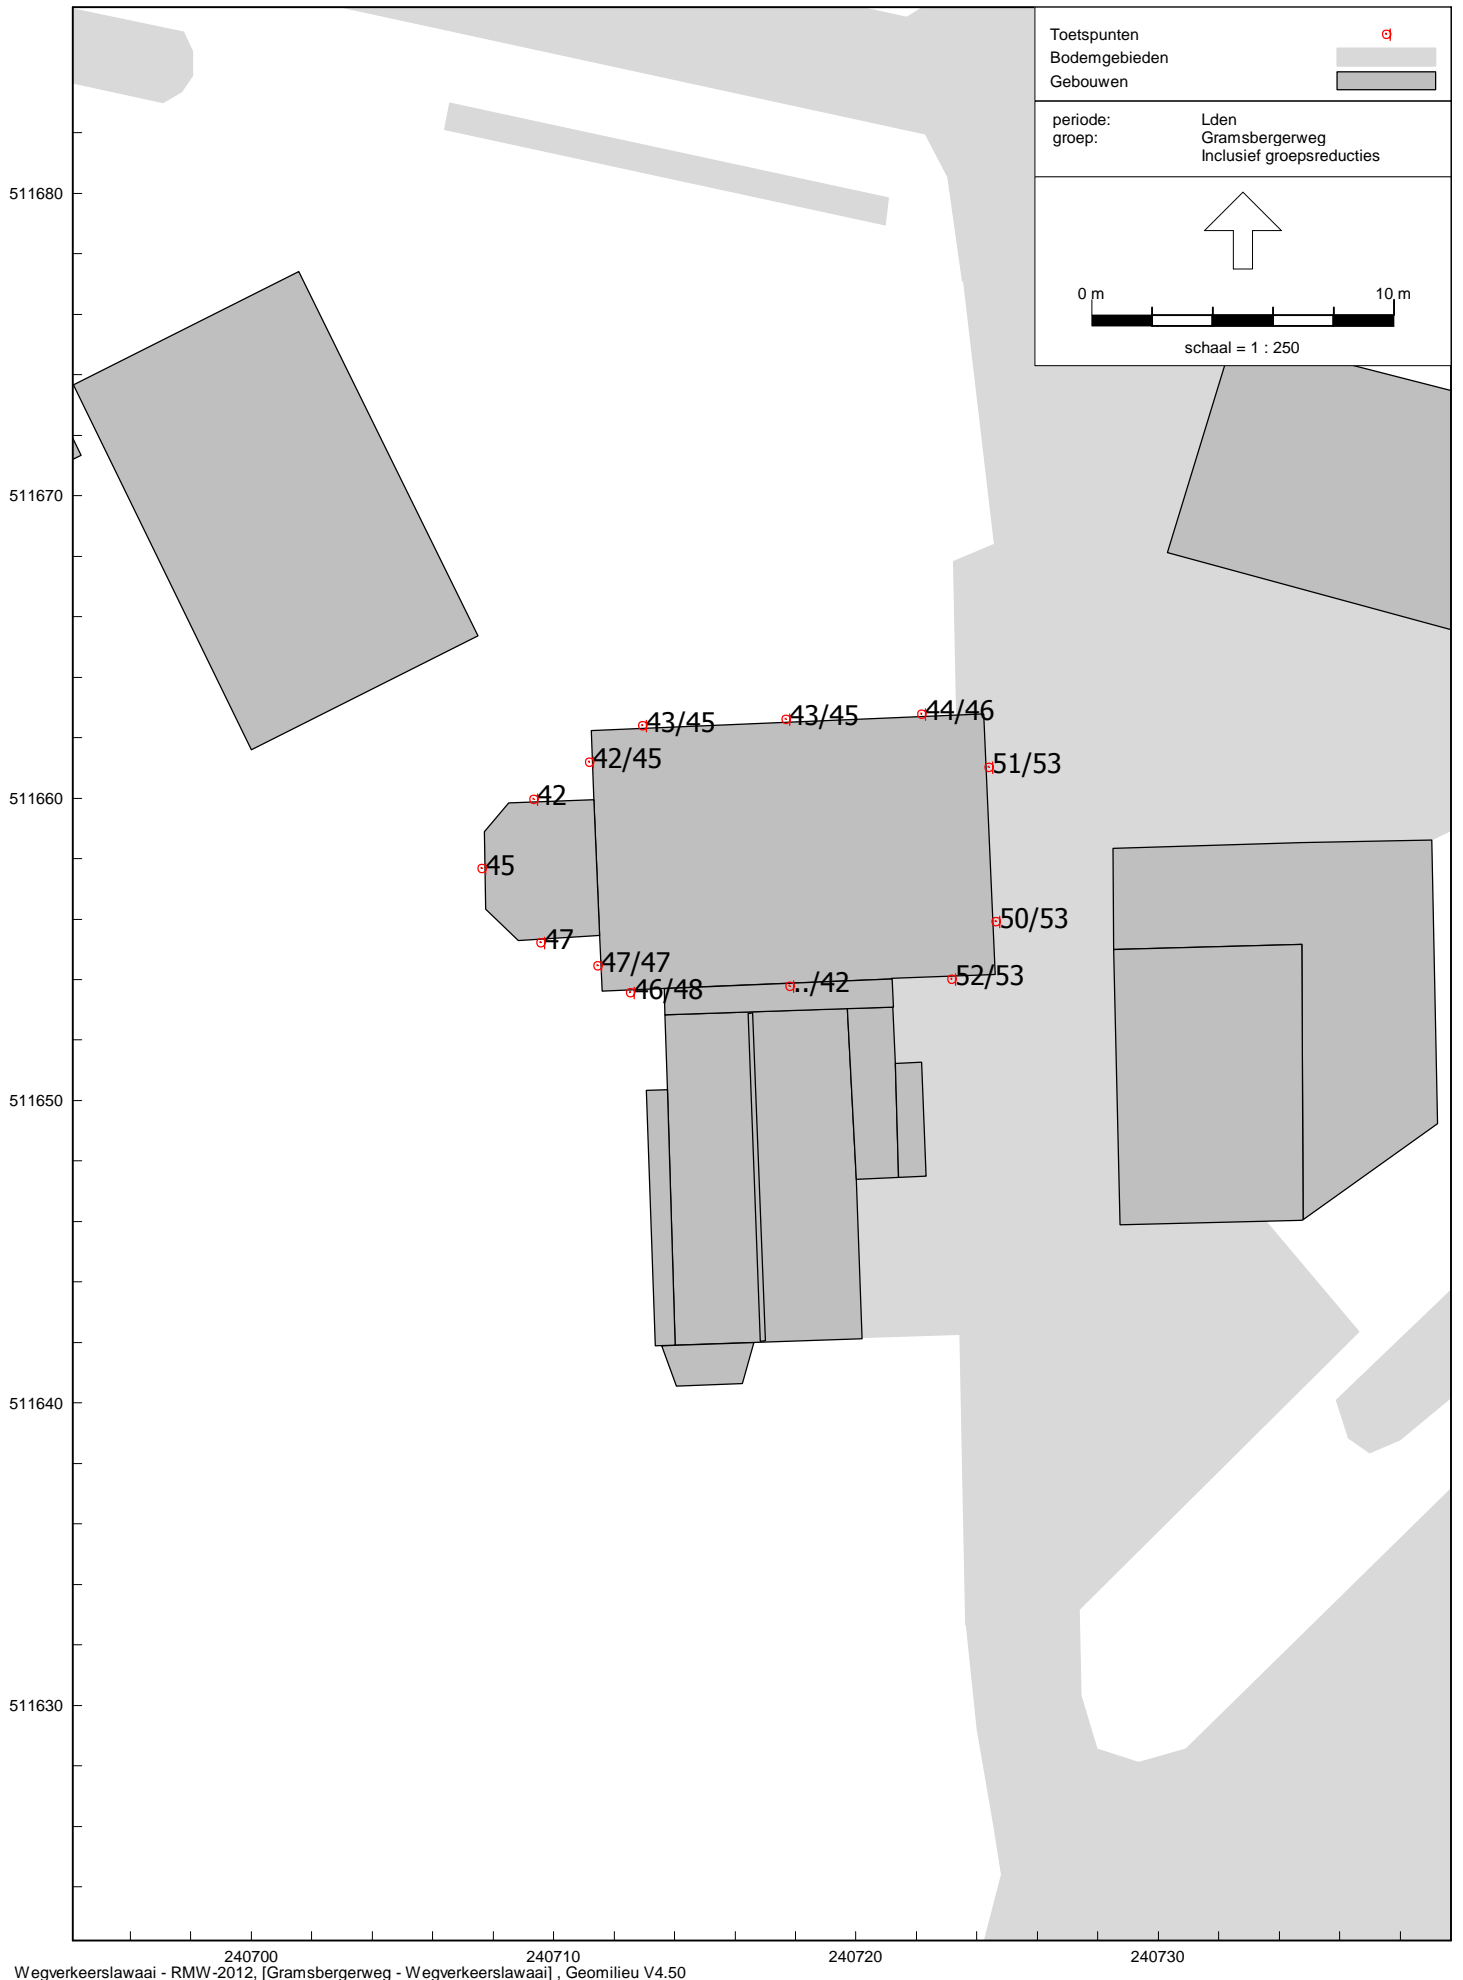 Toetspunten
Bodemgebieden
Gebouwen
periode: Lden
groep: Gramsbergerweg
Inclusief groepsreducties
0 m 10 m
schaal = 1 : 250
511680
511670
511660
511650
511640
511630
43/45 43/45 44/46
42/45 51/53
42
45
47 50/53
47/47 52/53
46/48 ../42
240700 240710 240720 240730
Wegverkeerslawaai - RMW-2012, [Gramsbergerweg - Wegverkeerslawaai] , Geomilieu V4.50